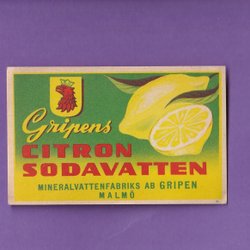 Gripens
CITRON
SODAVATTEN
MINERALVATTENFABRIKS AB GRIPEN
MALMÖ